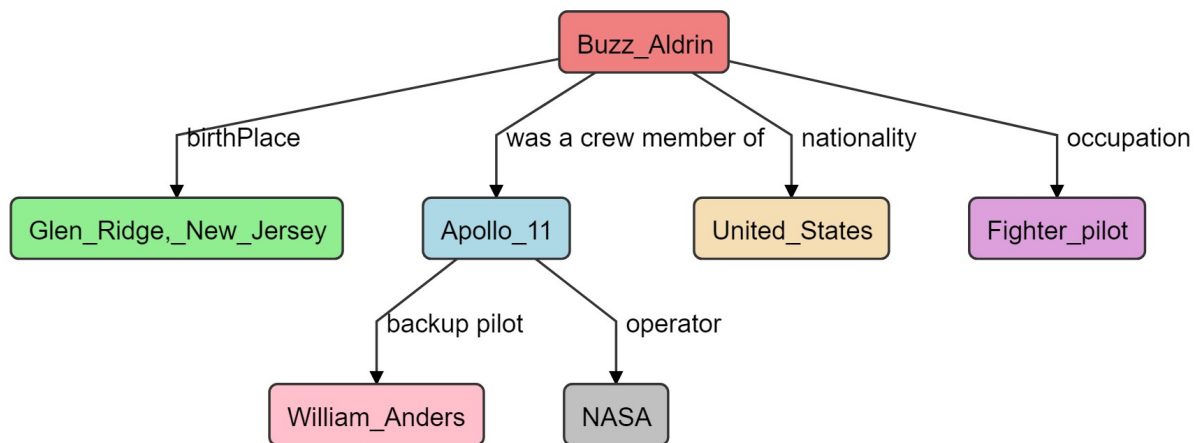 Buzz_Aldrin
birthPlace
was a crew member of
nationality
occupation
Glen_Ridge,_New_Jersey
Apollo_11
United_States
Fighter_pilot
backup pilot
operator
William_Anders
NASA